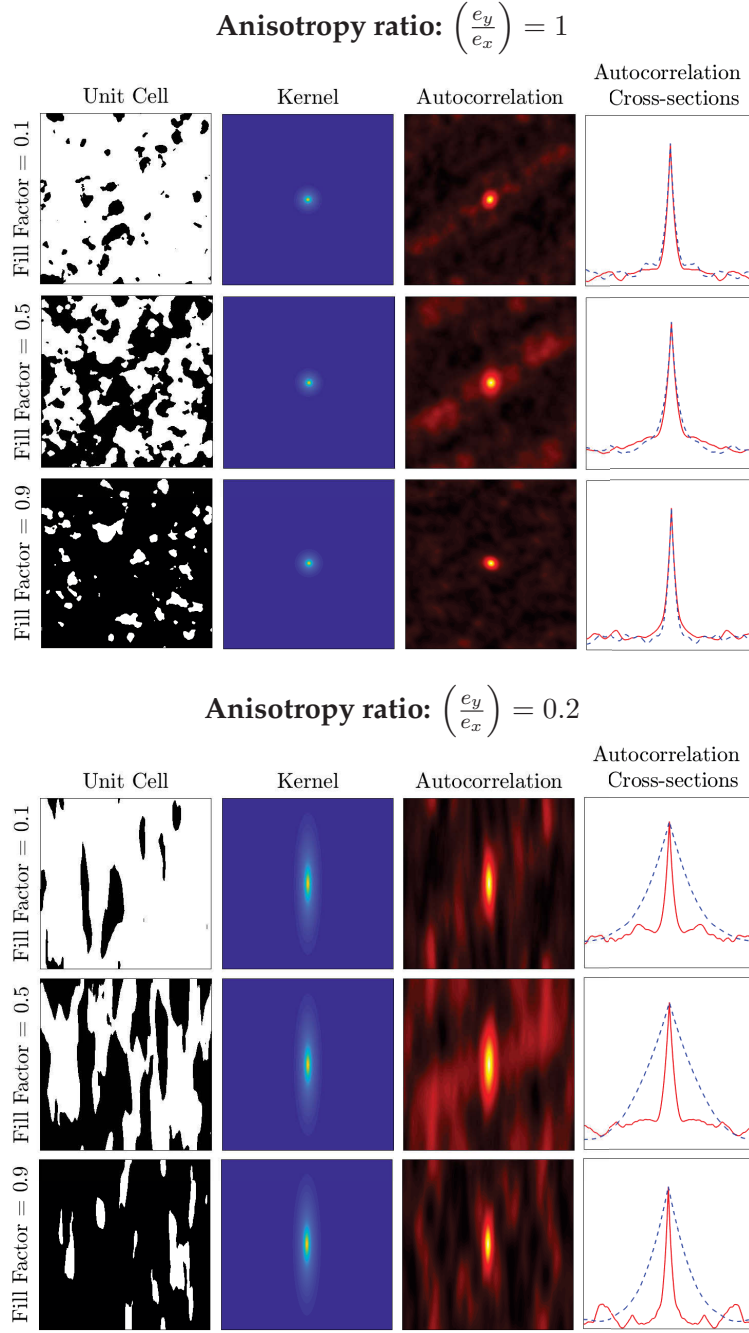 Anisotropy ratio: (e_y/e_x) = 1
Autocorrelation
Unit Cell Kernel Autocorrelation Cross-sections
Fill Factor = 0.1
Fill Factor = 0.5
Fill Factor = 0.9
Anisotropy ratio: (e_y/e_x) = 0.2
Autocorrelation
Unit Cell Kernel Autocorrelation Cross-sections
Fill Factor = 0.1
Fill Factor = 0.5
Fill Factor = 0.9